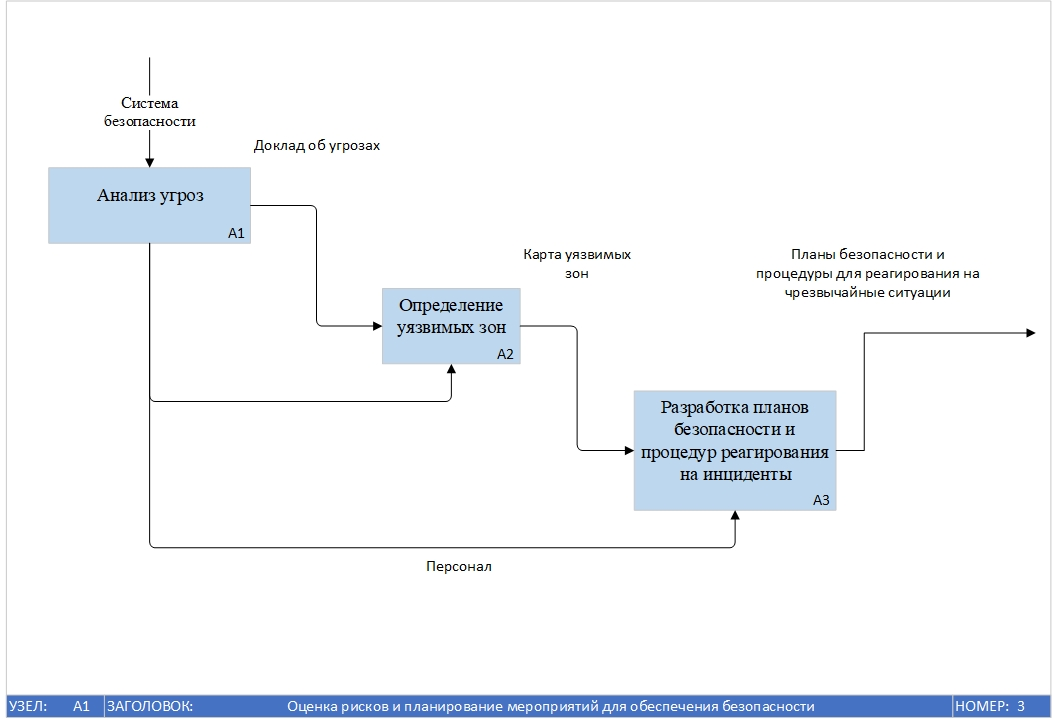 Система
безопасности
Доклад об угрозах
Анализ угроз
А1
Карта уязвимых
зон
Планы безопасности и
процедуры для реагирования на
чрезвычайные ситуации
Определение
уязвимых зон
А2
Разработка планов
безопасности и
процедур реагирования
на инциденты
А3
Персонал
УЗЕЛ: А1 ЗАГОЛОВОК: Оценка рисков и планирование мероприятий для обеспечения безопасности НОМЕР: 3